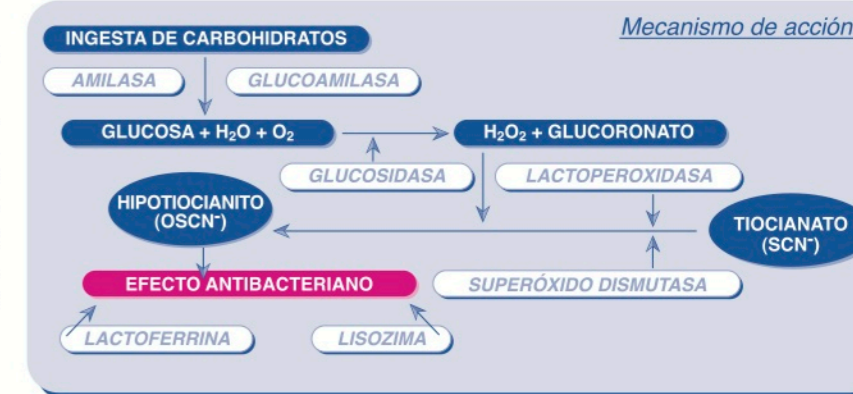 Mecanismo de acción
INGESTA DE CARBOHIDRATOS
AMILASA
GLUCOAMILASA
GLUCOSA + H₂O + O₂
H₂O₂ + GLUCORONATO
GLUCOSIDASA
LACTOPEROXIDASA
HIPOTIOCIANITO
(OSCN⁻)
TIOCIANATO
(SCN⁻)
EFECTO ANTIBACTERIANO
SUPERÓXIDO DISMUTASA
LACTOFERRINA
LISOZIMA